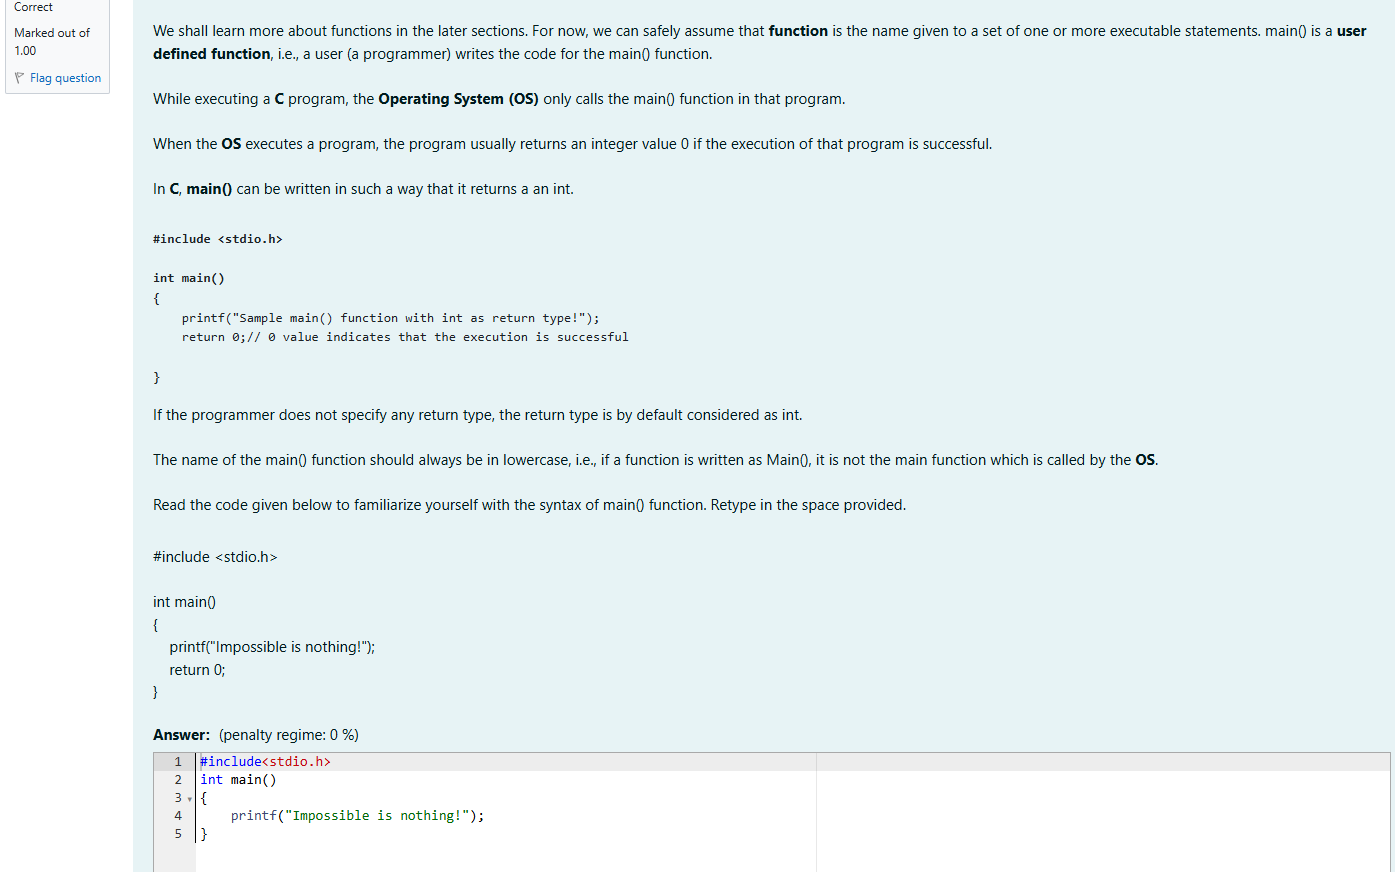 Correct
Marked out of
1.00
Flag question
We shall learn more about functions in the later sections. For now, we can safely assume that function is the name given to a set of one or more executable statements. main() is a user
defined function, i.e., a user (a programmer) writes the code for the main() function.
While executing a C program, the Operating System (OS) only calls the main() function in that program.
When the OS executes a program, the program usually returns an integer value 0 if the execution of that program is successful.
In C, main() can be written in such a way that it returns a an int.
#include <stdio.h>
int main()
{
    printf("Sample main() function with int as return type!");
    return 0;// 0 value indicates that the execution is successful
}
If the programmer does not specify any return type, the return type is by default considered as int.
The name of the main() function should always be in lowercase, i.e., if a function is written as Main(), it is not the main function which is called by the OS.
Read the code given below to familiarize yourself with the syntax of main() function. Retype in the space provided.
#include <stdio.h>
int main()
{
    printf("Impossible is nothing!");
    return 0;
}
Answer: (penalty regime: 0 %)
1 #include<stdio.h>
2 int main()
3 {
4     printf("Impossible is nothing!");
5 }